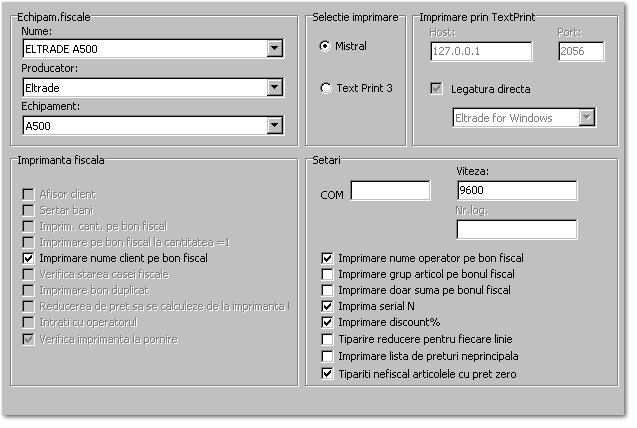 Echipam.fiscale
Nume:
ELTRADE A500
Producator:
Eltrade
Echipament:
A500
Selectie imprimare
Mistral
Text Print 3
Imprimare prin TextPrint
Host:
Port:
127.0.0.1
2056
Legatura directa
Eltrade for Windows
Imprimanta fiscala
Afisor client
Sertar bani
Imprim. cant. pe bon fiscal
Imprimare pe bon fiscal la cantitatea =1
Imprimare nume client pe bon fiscal
Verifica starea casei fiscale
Imprimare bon duplicat
Reducerea de pret sa se calculeze de la imprimanta
Intrati cu operatorul
Verifica imprimanta la pornire
Setari
Viteza:
COM
9600
Nr.log.
Imprimare nume operator pe bon fiscal
Imprimare grup articol pe bonul fiscal
Imprimare doar suma pe bonul fiscal
Imprima serial N
Imprimare discount%
Tiparire reducere pentru fiecare linie
Imprimare lista de preturi neprincipala
Tipariti nefiscal articolele cu pret zero